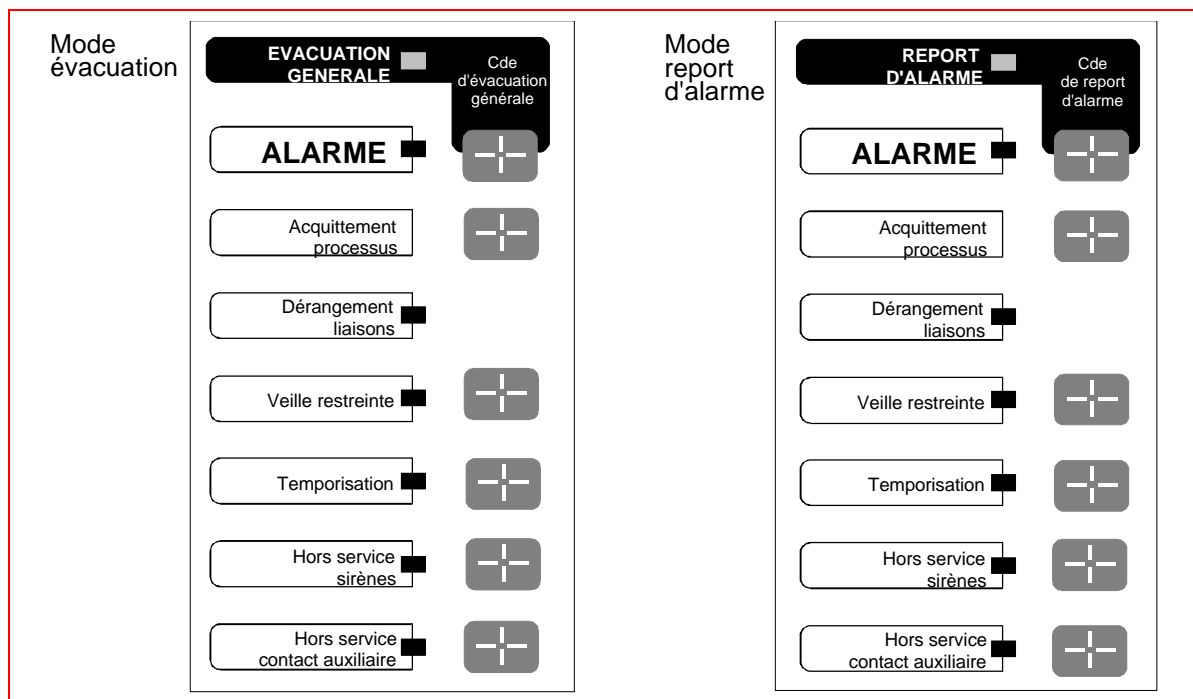 Mode
évacuation
EVACUATION
GENERALE
Cde
d'évacuation
générale
ALARME
Acquittement
processus
Dérangement
liaisons
Veille restreinte
Temporisation
Hors service
sirènes
Hors service
contact auxiliaire
Mode
report
d'alarme
REPORT
D'ALARME
Cde
de report
d'alarme
ALARME
Acquittement
processus
Dérangement
liaisons
Veille restreinte
Temporisation
Hors service
sirènes
Hors service
contact auxiliaire